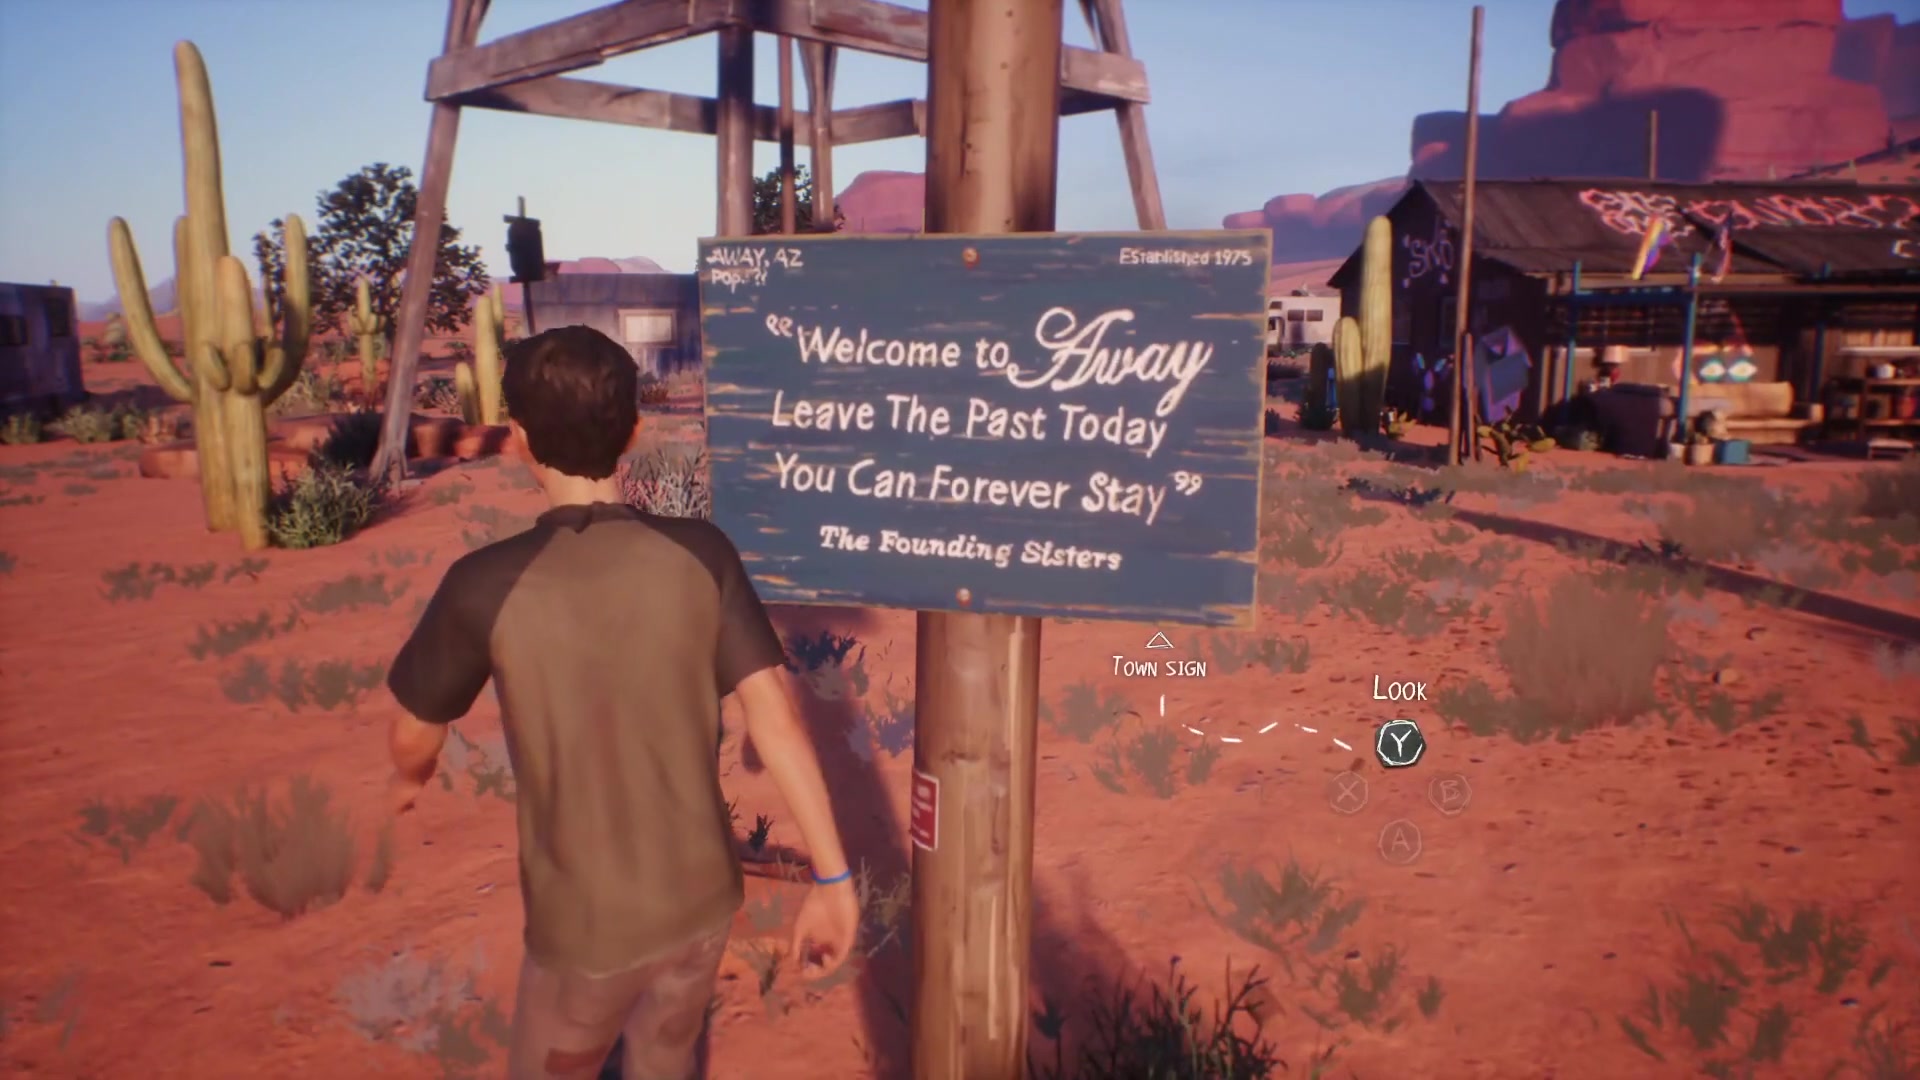 AWAY, AZ
Pop: ??
Established 1975
“Welcome to Away
Leave The Past Today
You Can Forever Stay”
The Founding Sisters
TOWN SIGN
LOOK
Y
X
B
A